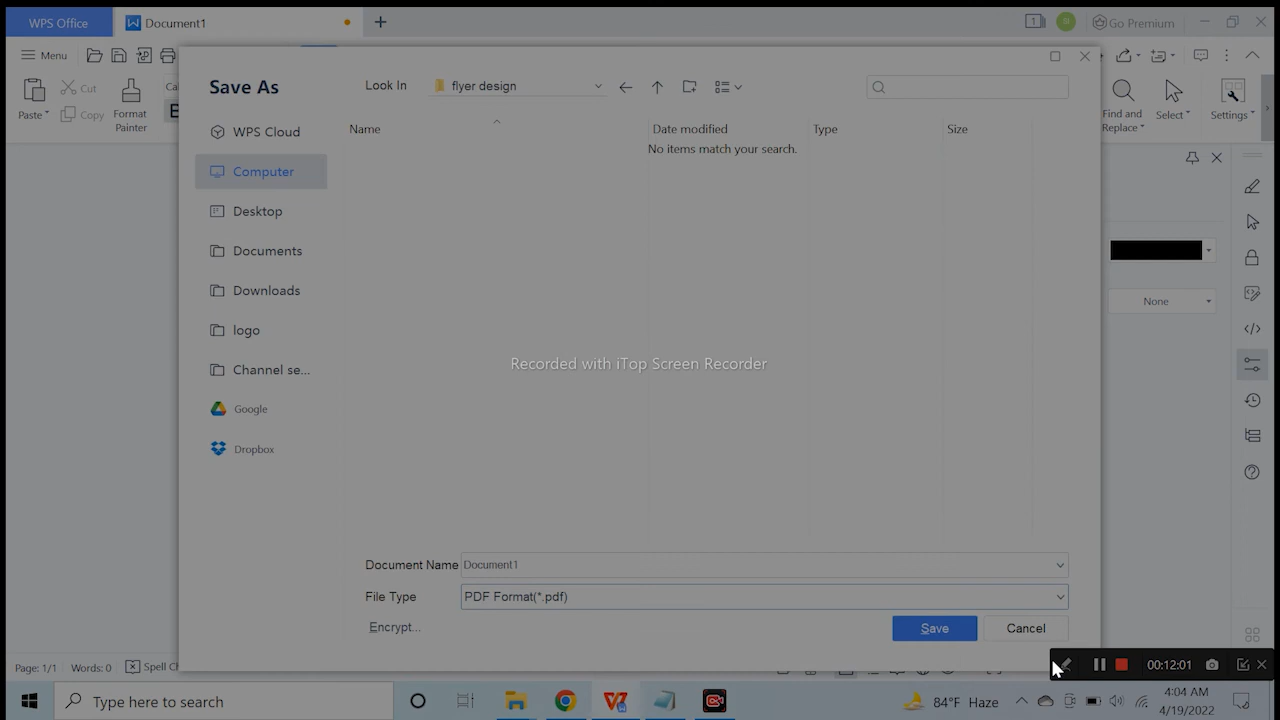 WPS Office
Document1
1
Go Premium
Menu
Save As
Look In
flyer design
Cut
Copy
Paste
Format
Painter
B
Find and
Replace
Select
Settings
WPS Cloud
Computer
Desktop
Documents
Downloads
logo
Channel se...
Google
Dropbox
Name
Date modified
Type
Size
No items match your search.
None
Recorded with iTop Screen Recorder
Document Name
Document1
File Type
PDF Format(*.pdf)
Encrypt...
Save
Cancel
Page: 1/1
Words: 0
00:12:01
Type here to search
84°F Haze
4:04 AM
4/19/2022